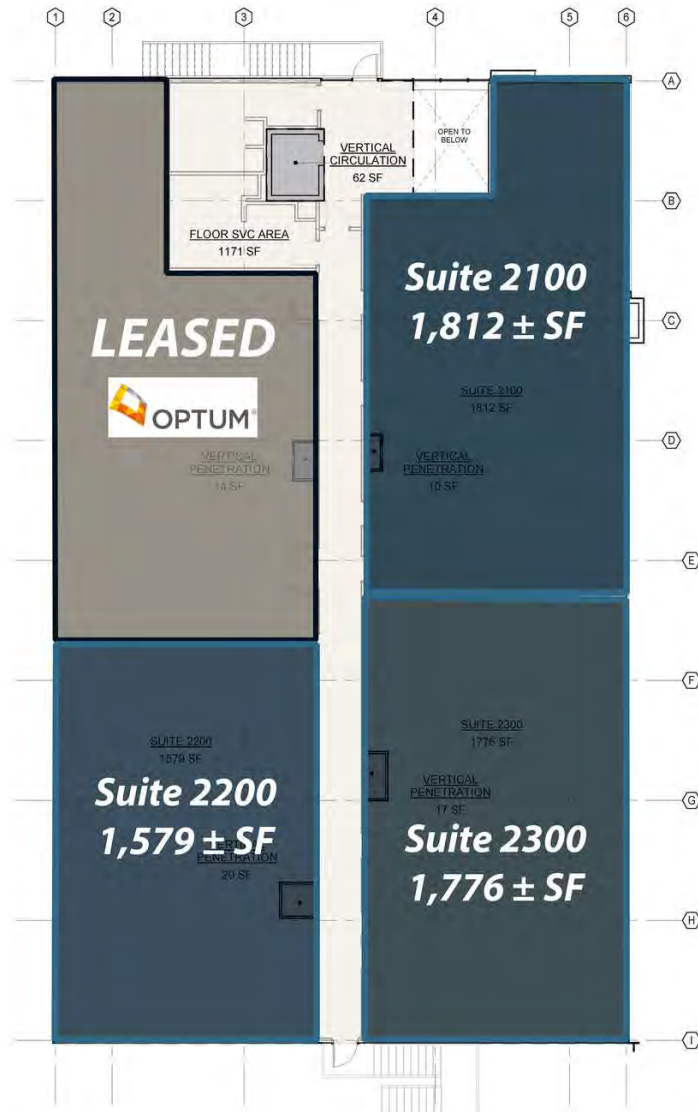 1 2 3 4 5 6
A
OPEN TO
BELOW
VERTICAL
CIRCULATION
62 SF
B
FLOOR SVC AREA
1171 SF
Suite 2100
1,812 ± SF
C
LEASED
OPTUM®
SUITE 2100
1812 SF
D
VERTICAL
PENETRATION
14 SF
VERTICAL
PENETRATION
10 SF
E
F
SUITE 2200
1579 SF
SUITE 2300
1776 SF
Suite 2200
1,579 ± SF
VERTICAL
PENETRATION
17 SF
G
VERTICAL
PENETRATION
20 SF
Suite 2300
1,776 ± SF
H
I